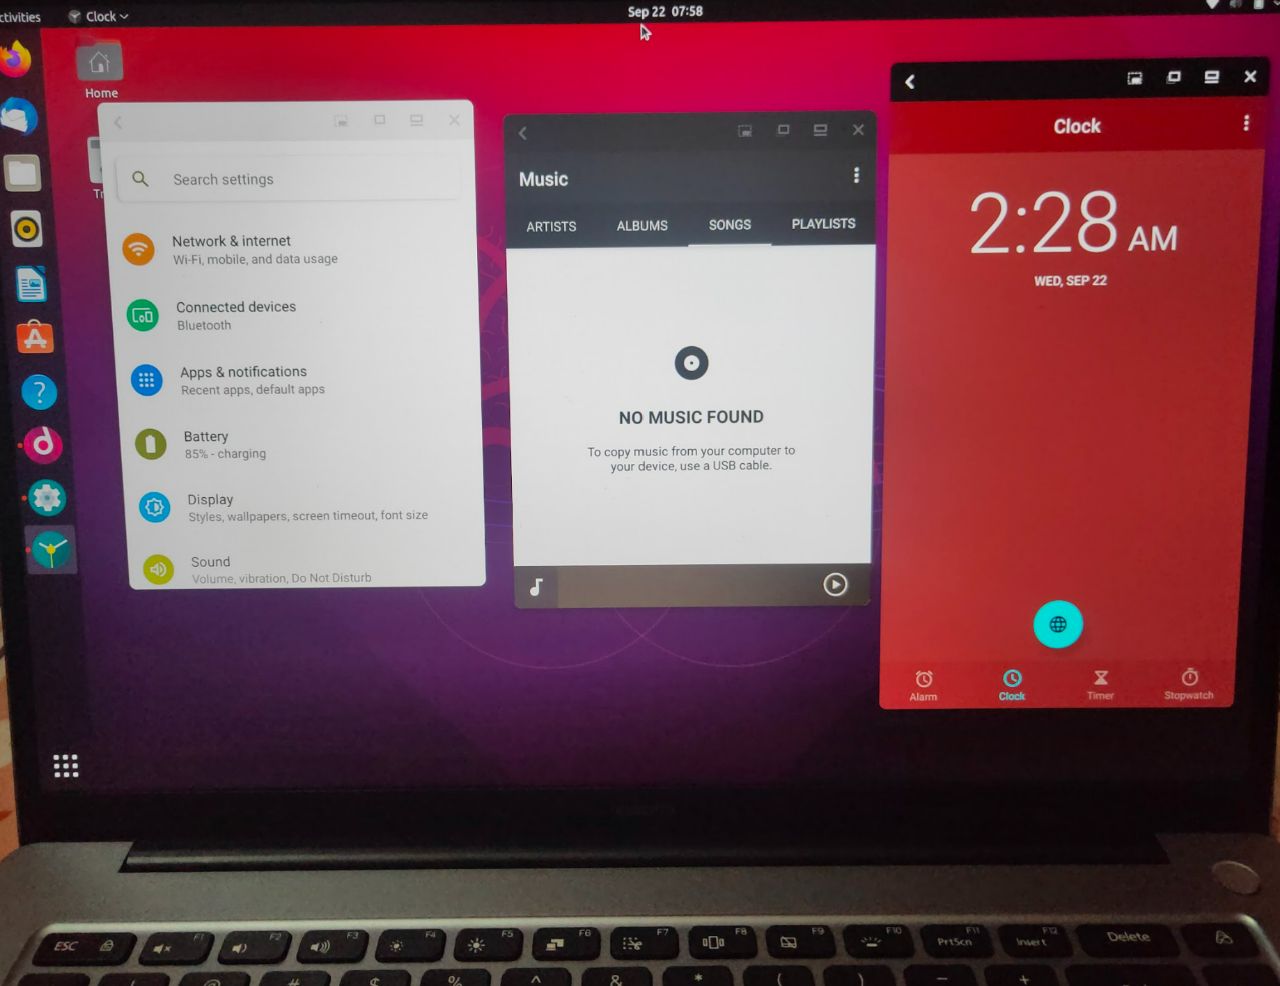 ctivities
Clock
Sep 22 07:58
Home
Search settings
Network & internet
Wi-Fi, mobile, and data usage
Connected devices
Bluetooth
Apps & notifications
Recent apps, default apps
Battery
85% - charging
Display
Styles, wallpapers, screen timeout, font size
Sound
Volume, vibration, Do Not Disturb
Music
ARTISTS ALBUMS SONGS PLAYLISTS
NO MUSIC FOUND
To copy music from your computer to
your device, use a USB cable.
Clock
2:28 AM
WED, SEP 22
Alarm Clock Timer Stopwatch
ESC F1 F2 F3 F4 F5 F6 F7 F8 F9 F10 F11 F12
PrtScn Insert Delete